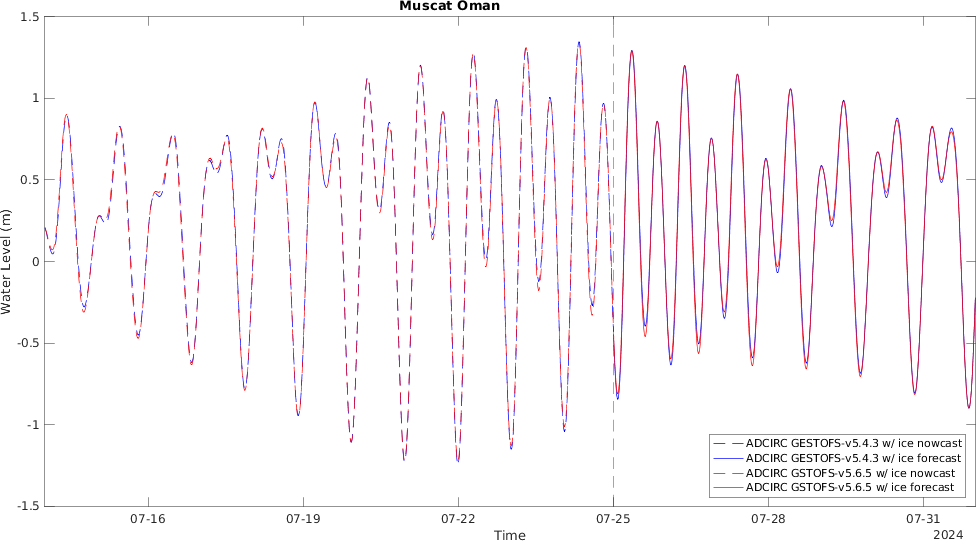 Muscat Oman
1.5
1
0.5
0
-0.5
-1
-1.5
Water Level (m)
07-16
07-19
07-22
07-25
07-28
07-31
2024
Time
ADCIRC GESTOFS-v5.4.3 w/ ice nowcast
ADCIRC GESTOFS-v5.4.3 w/ ice forecast
ADCIRC GSTOFS-v5.6.5 w/ ice nowcast
ADCIRC GSTOFS-v5.6.5 w/ ice forecast